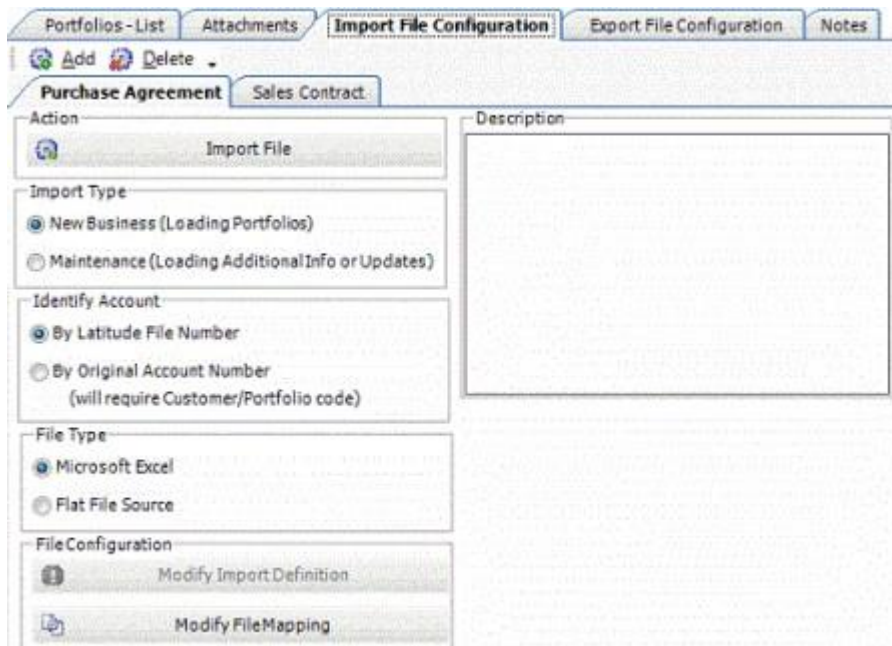 Portfolios - List Attachments Import File Configuration Export File Configuration Notes
Add Delete
Purchase Agreement Sales Contract
Action
Import File
Import Type
New Business (Loading Portfolios)
Maintenance (Loading Additional Info or Updates)
Identify Account
By Latitude File Number
By Original Account Number
(will require Customer/Portfolio code)
File Type
Microsoft Excel
Flat File Source
File Configuration
Modify Import Definition
Modify File Mapping
Description